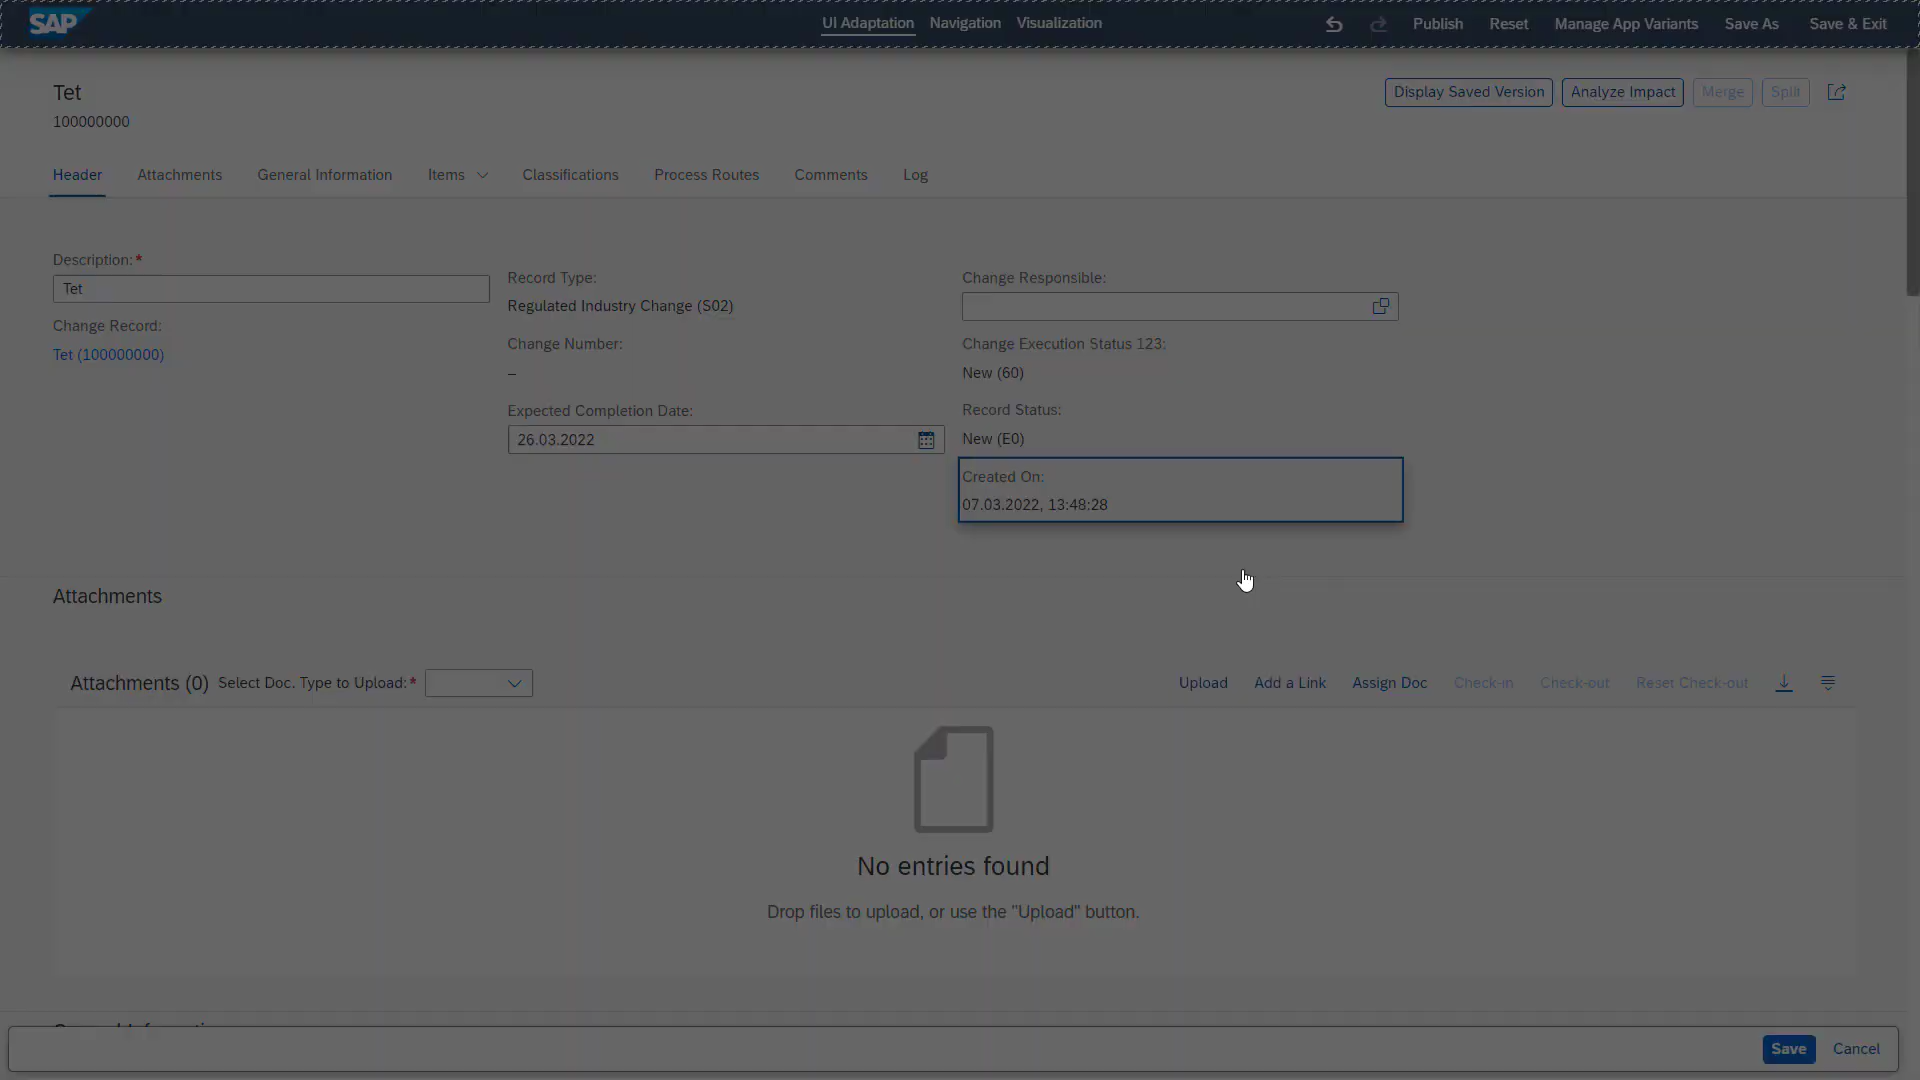 SAP
UI Adaptation Navigation Visualization
Publish Reset Manage App Variants Save As Save & Exit
Tet
100000000
Display Saved Version Analyze Impact Merge Split
Header Attachments General Information Items Classifications Process Routes Comments Log
Description:*
Tet
Change Record:
Tet (100000000)
Record Type:
Regulated Industry Change (S02)
Change Number:
–
Expected Completion Date:
26.03.2022
Change Responsible:
Change Execution Status 123:
New (60)
Record Status:
New (E0)
Created On:
07.03.2022, 13:48:28
Attachments
Attachments (0) Select Doc. Type to Upload:*
Upload Add a Link Assign Doc Check-in Check-out Reset Check-out
No entries found
Drop files to upload, or use the "Upload" button.
Save Cancel